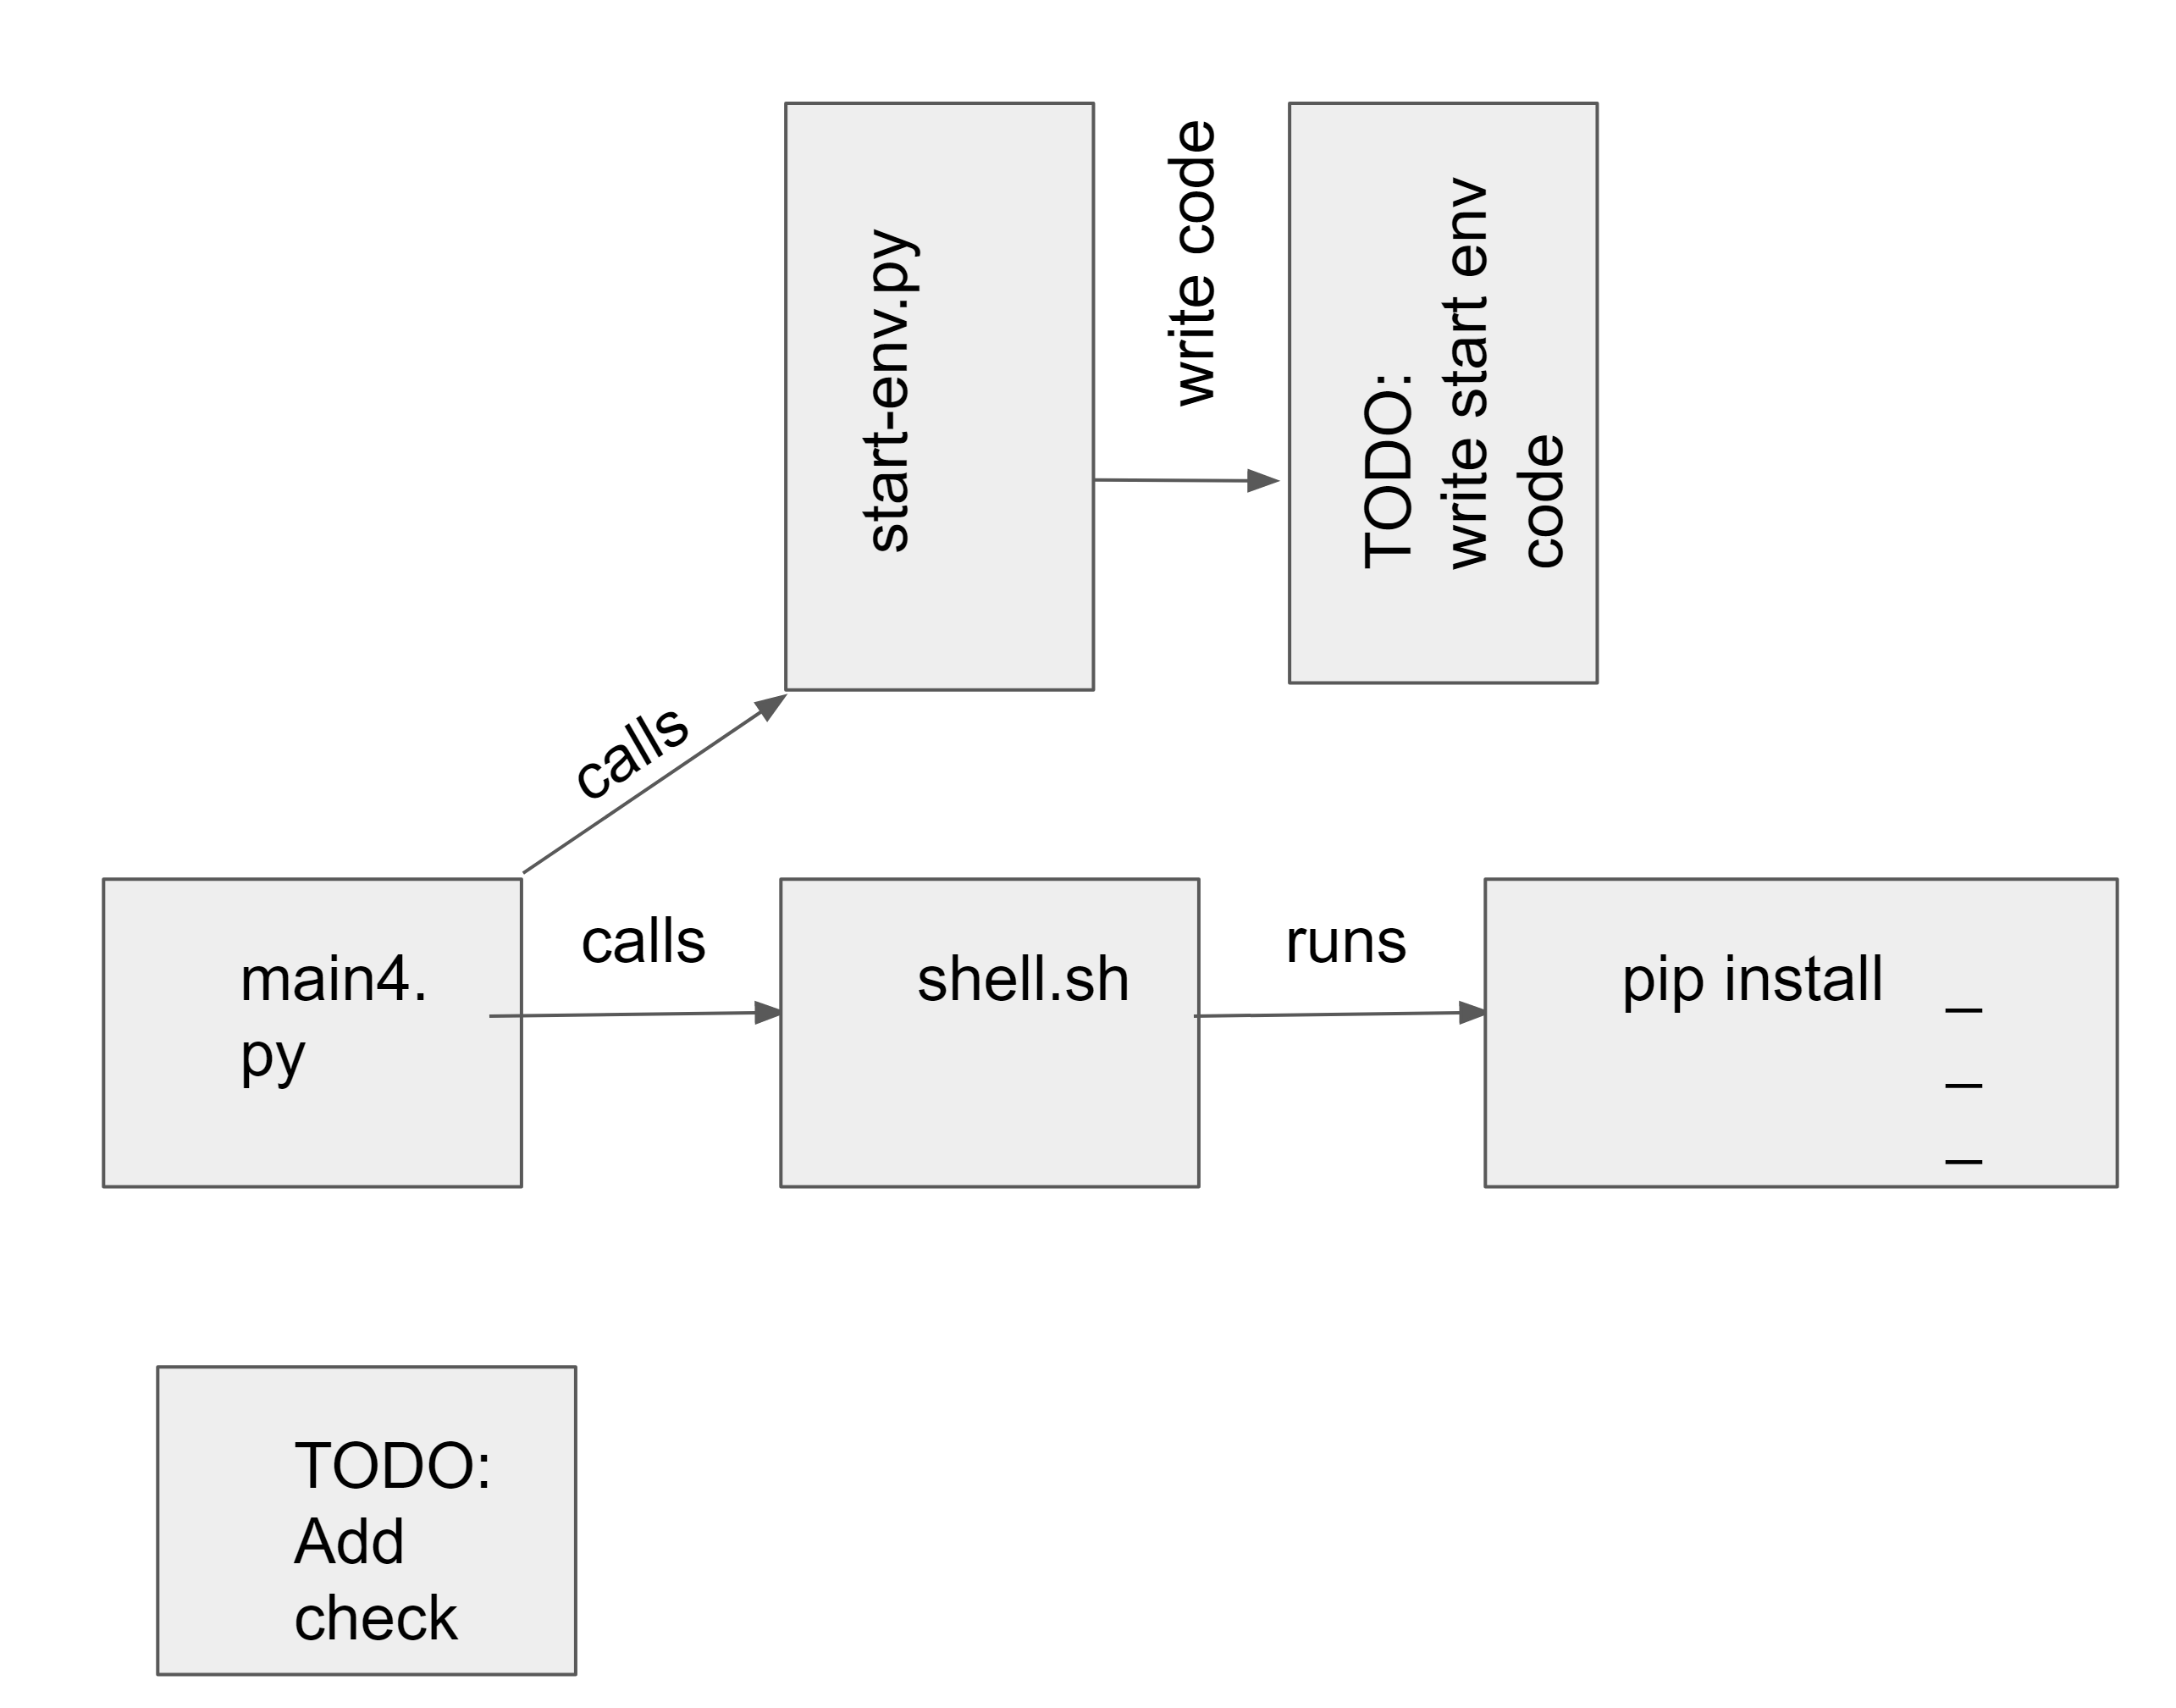 start-env.py
write code
TODO:
write start env
code
calls
main4.
py
calls
shell.sh
runs
pip install _
_
_
TODO:
Add
check